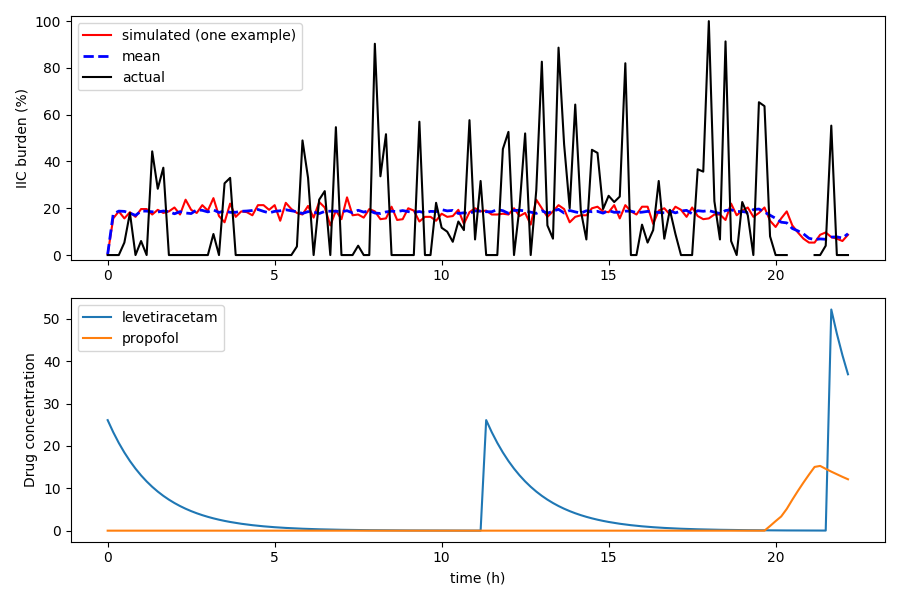 100
80
60
40
20
0
IIC burden (%)
simulated (one example)
mean
actual
0 5 10 15 20
50
40
30
20
10
0
Drug concentration
levetiracetam
propofol
0 5 10 15 20
time (h)